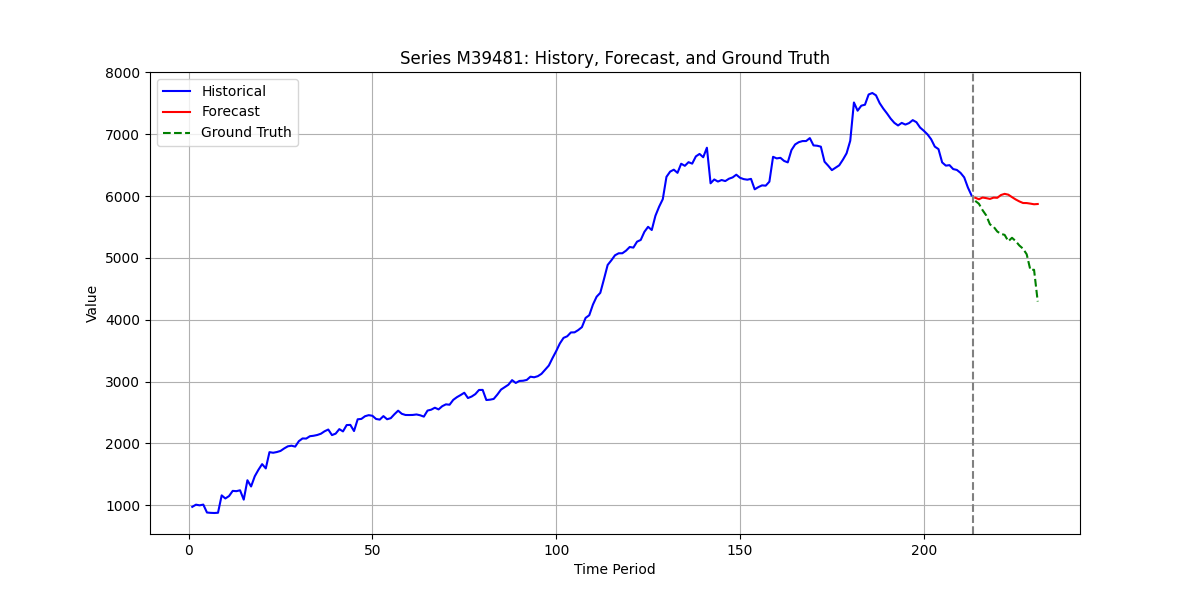 Series M39481: History, Forecast, and Ground Truth
Historical
Forecast
Ground Truth
8000
7000
6000
5000
4000
3000
2000
1000
Value
0
50
100
150
200
Time Period